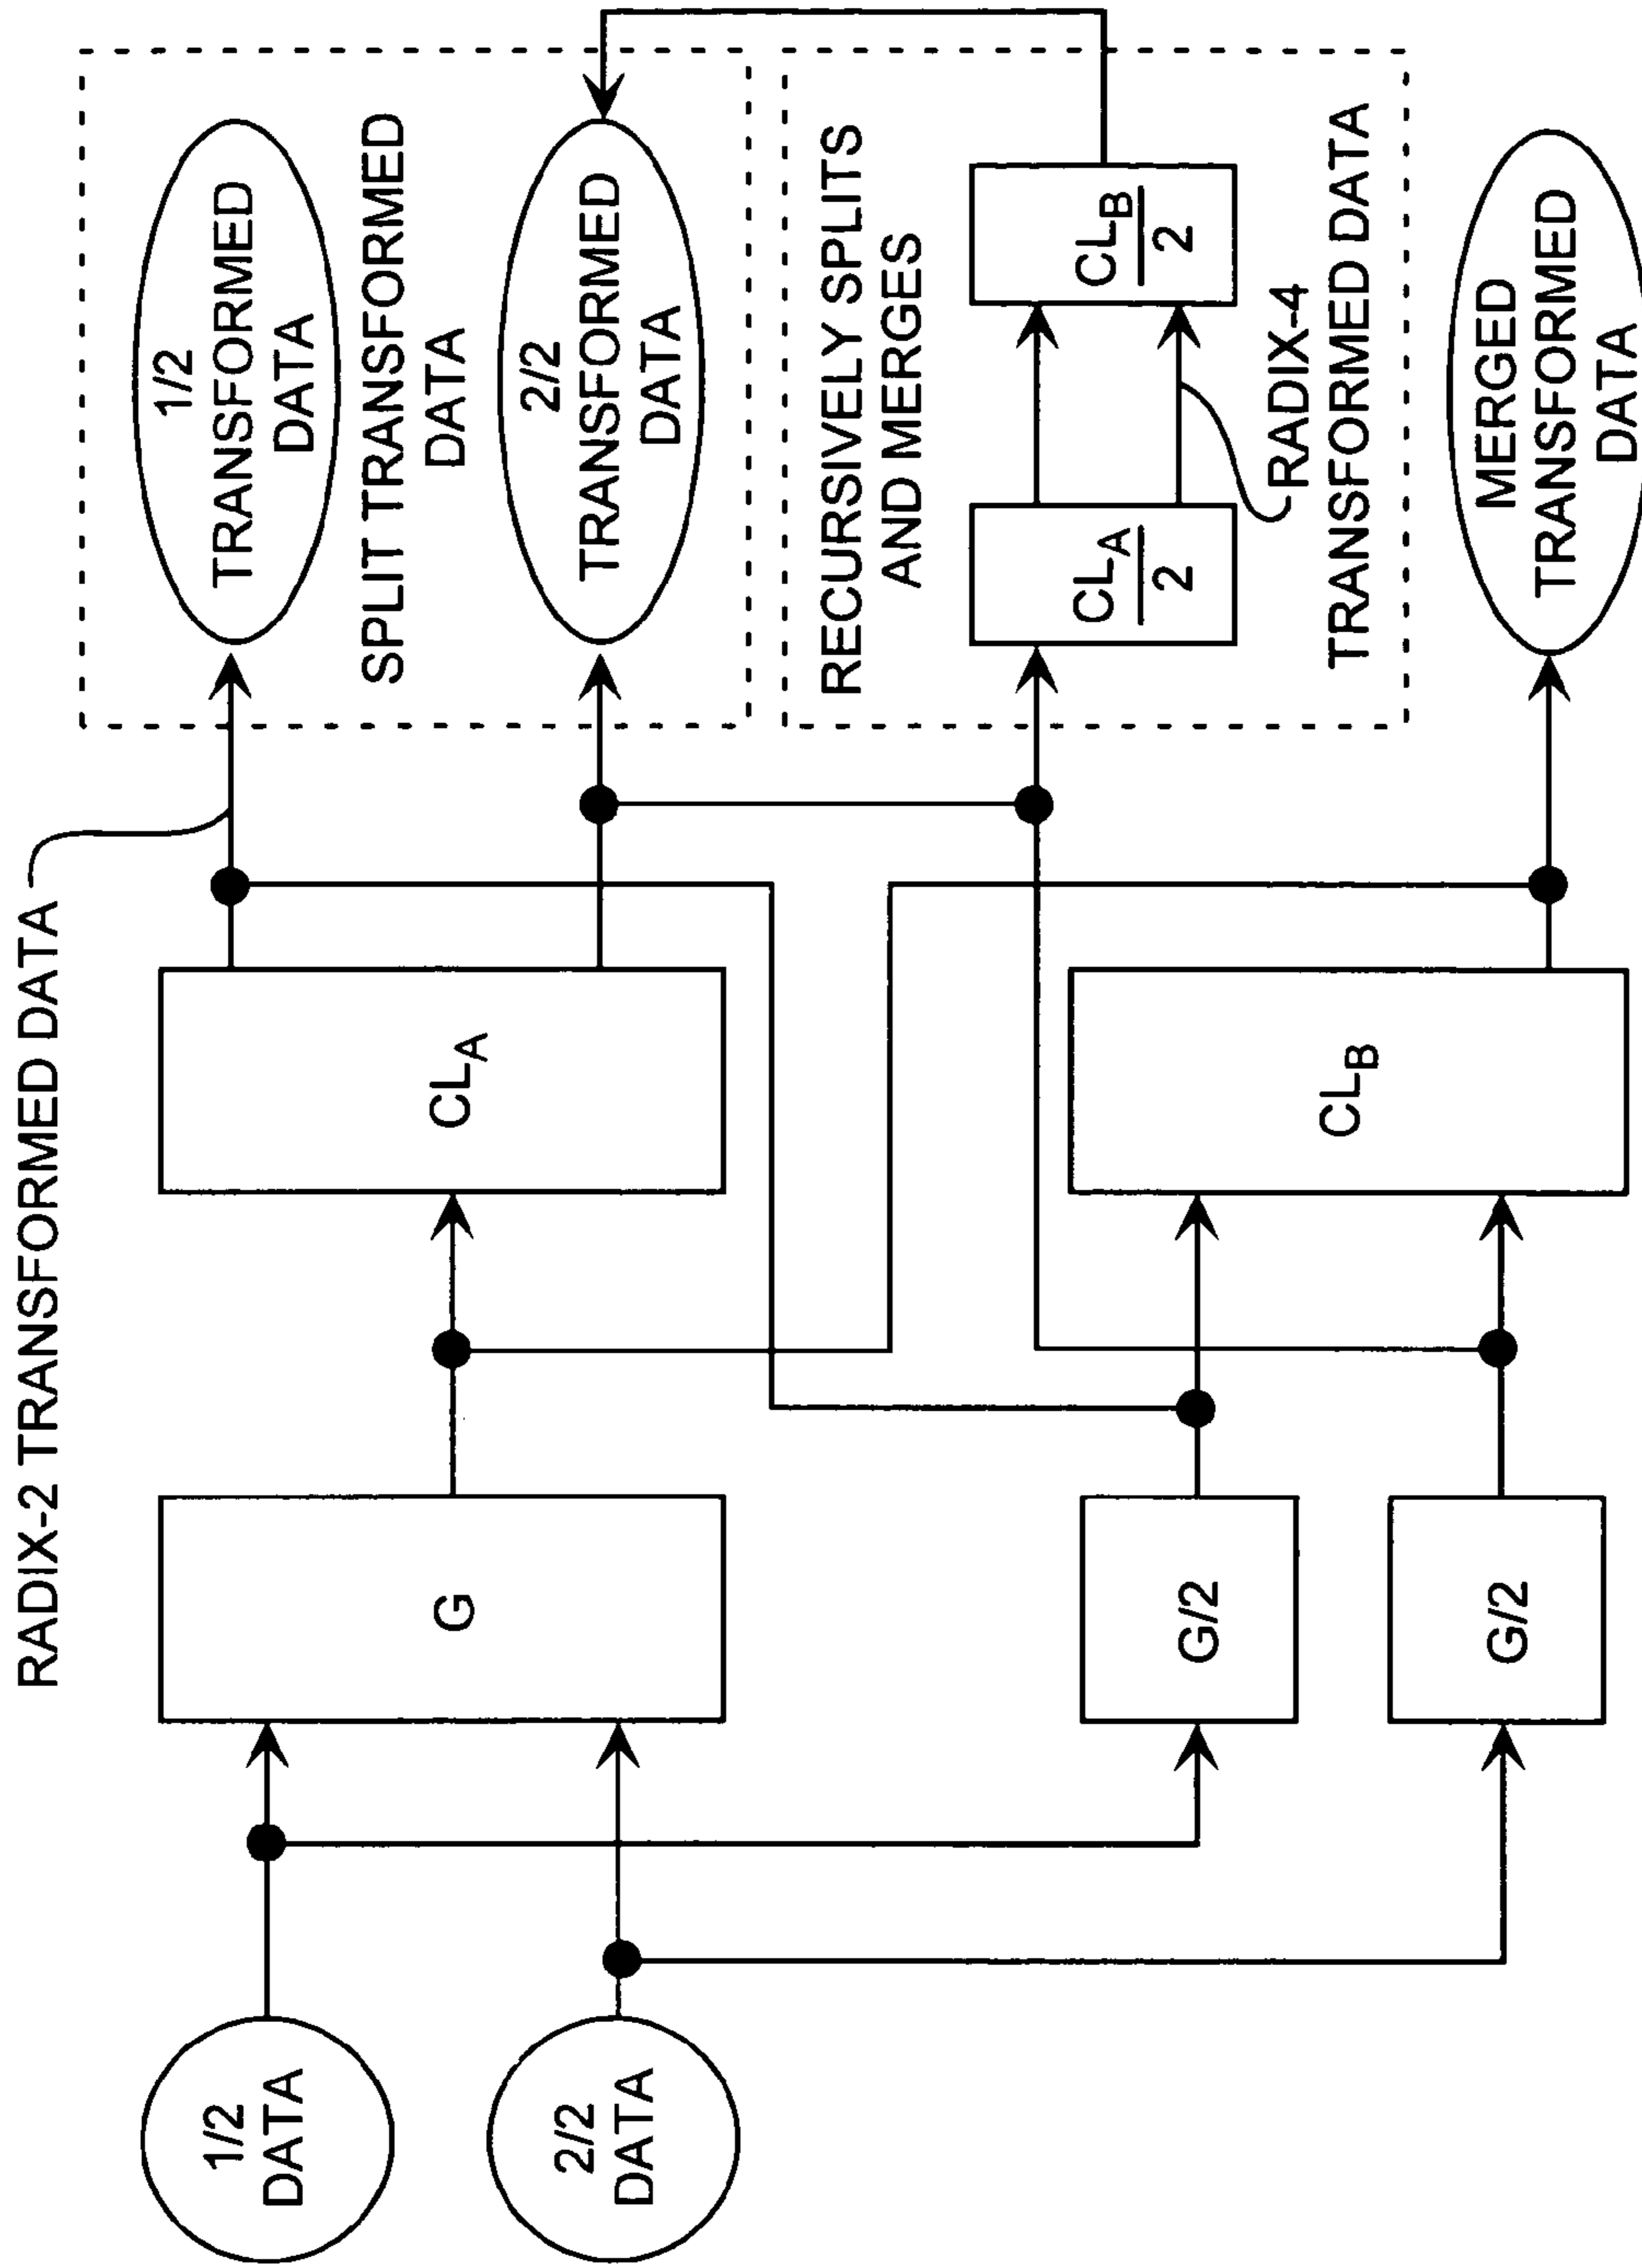 RADIX-2 TRANSFORMED DATA
1/2
DATA
2/2
DATA
G
G/2
G/2
CL_A
CL_B
1/2
TRANSFORMED
DATA
SPLIT TRANSFORMED
DATA
2/2
TRANSFORMED
DATA
RECURSIVELY SPLITS
AND MERGES
CL_A
2
CL_B
2
RADIX-4
TRANSFORMED DATA
MERGED
TRANSFORMED
DATA